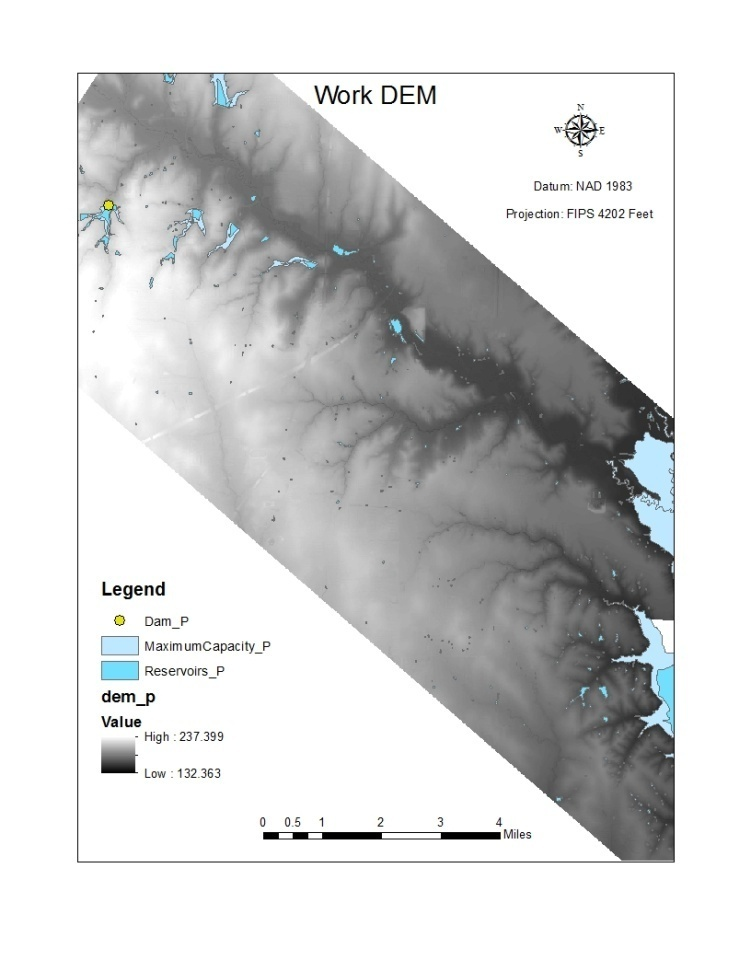 Work DEM
N
W E
S
Datum: NAD 1983
Projection: FIPS 4202 Feet
Legend
Dam_P
MaximumCapacity_P
Reservoirs_P
dem_p
Value
High : 237.399
Low : 132.363
0 0.5 1 2 3 4
Miles